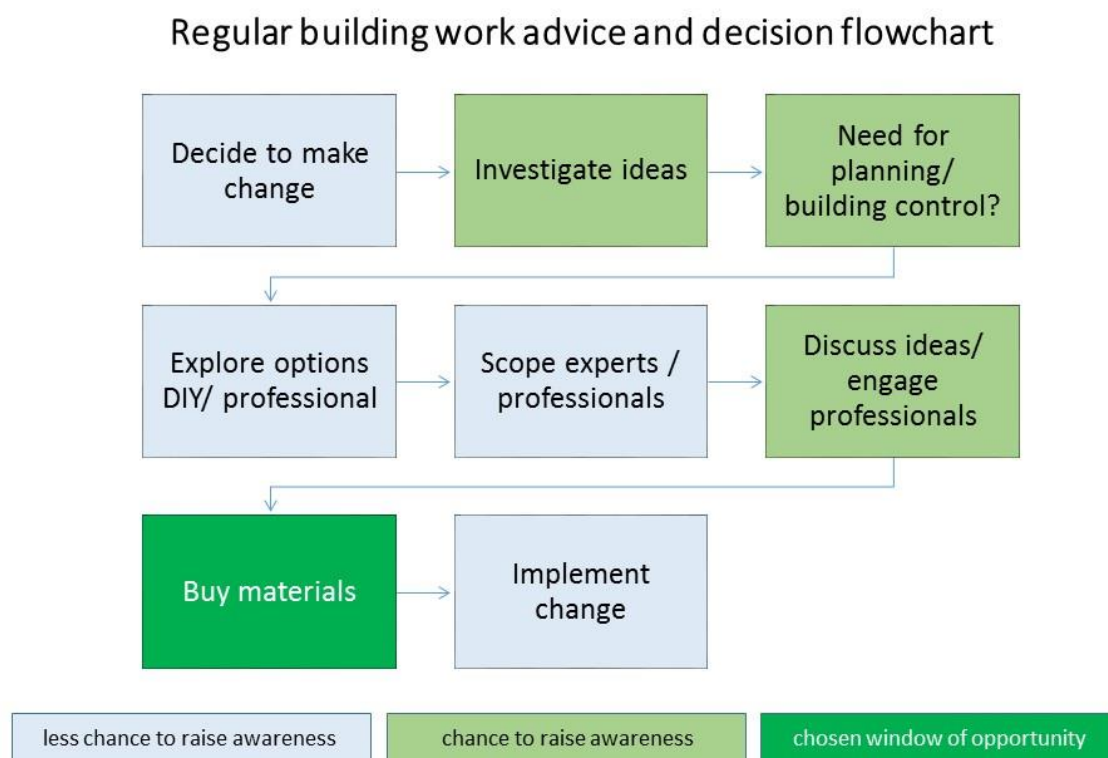 Regular building work advice and decision flowchart
Decide to make
change
Investigate ideas
Need for
planning/
building control?
Explore options
DIY/ professional
Scope experts /
professionals
Discuss ideas/
engage
professionals
Buy materials
Implement
change
less chance to raise awareness
chance to raise awareness
chosen window of opportunity